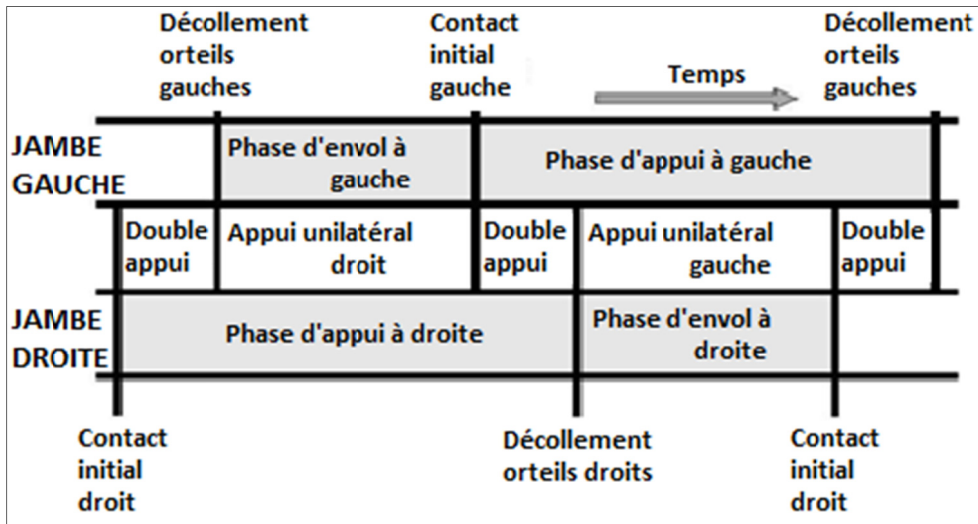 Décollement
orteils
gauches
Contact
initial
gauche
Temps
Décollement
orteils
gauches
JAMBE
GAUCHE
Phase d'envol à
gauche
Phase d'appui à gauche
Double
appui
Appui unilatéral
droit
Double
appui
Appui unilatéral
gauche
Double
appui
JAMBE
DROITE
Phase d'appui à droite
Phase d'envol à
droite
Contact
initial
droit
Décollement
orteils droits
Contact
initial
droit